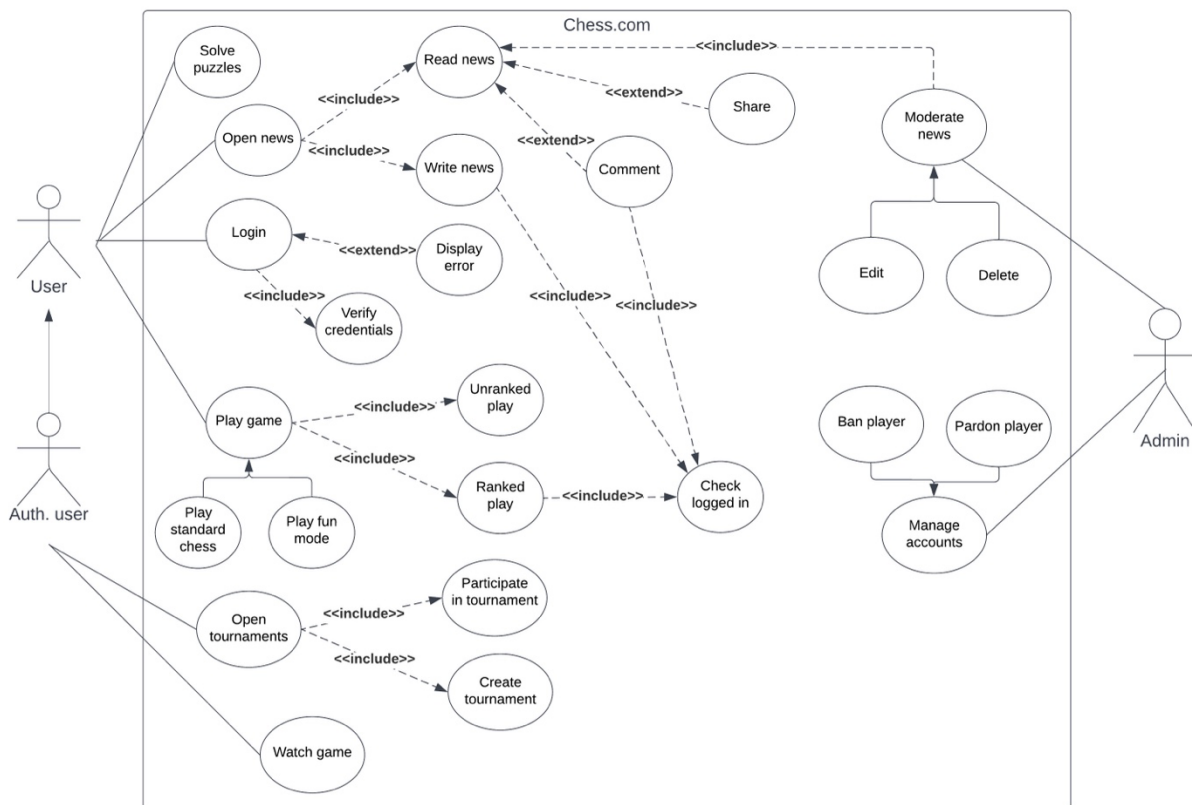 Chess.com
Solve
puzzles
Read news
<<include>>
<<extend>>
Share
Moderate
news
<<include>>
Open news
<<include>>
Write news
<<extend>>
Comment
User
Login
<<extend>>
Display
error
Edit
Delete
<<include>>
Verify
credentials
<<include>>
<<include>>
Admin
Auth. user
Play game
<<include>>
Unranked
play
Ban player
Pardon player
<<include>>
Ranked
play
<<include>>
Check
logged in
Play
standard
chess
Play fun
mode
Manage
accounts
Open
tournaments
<<include>>
Participate
in tournament
<<include>>
Create
tournament
Watch game